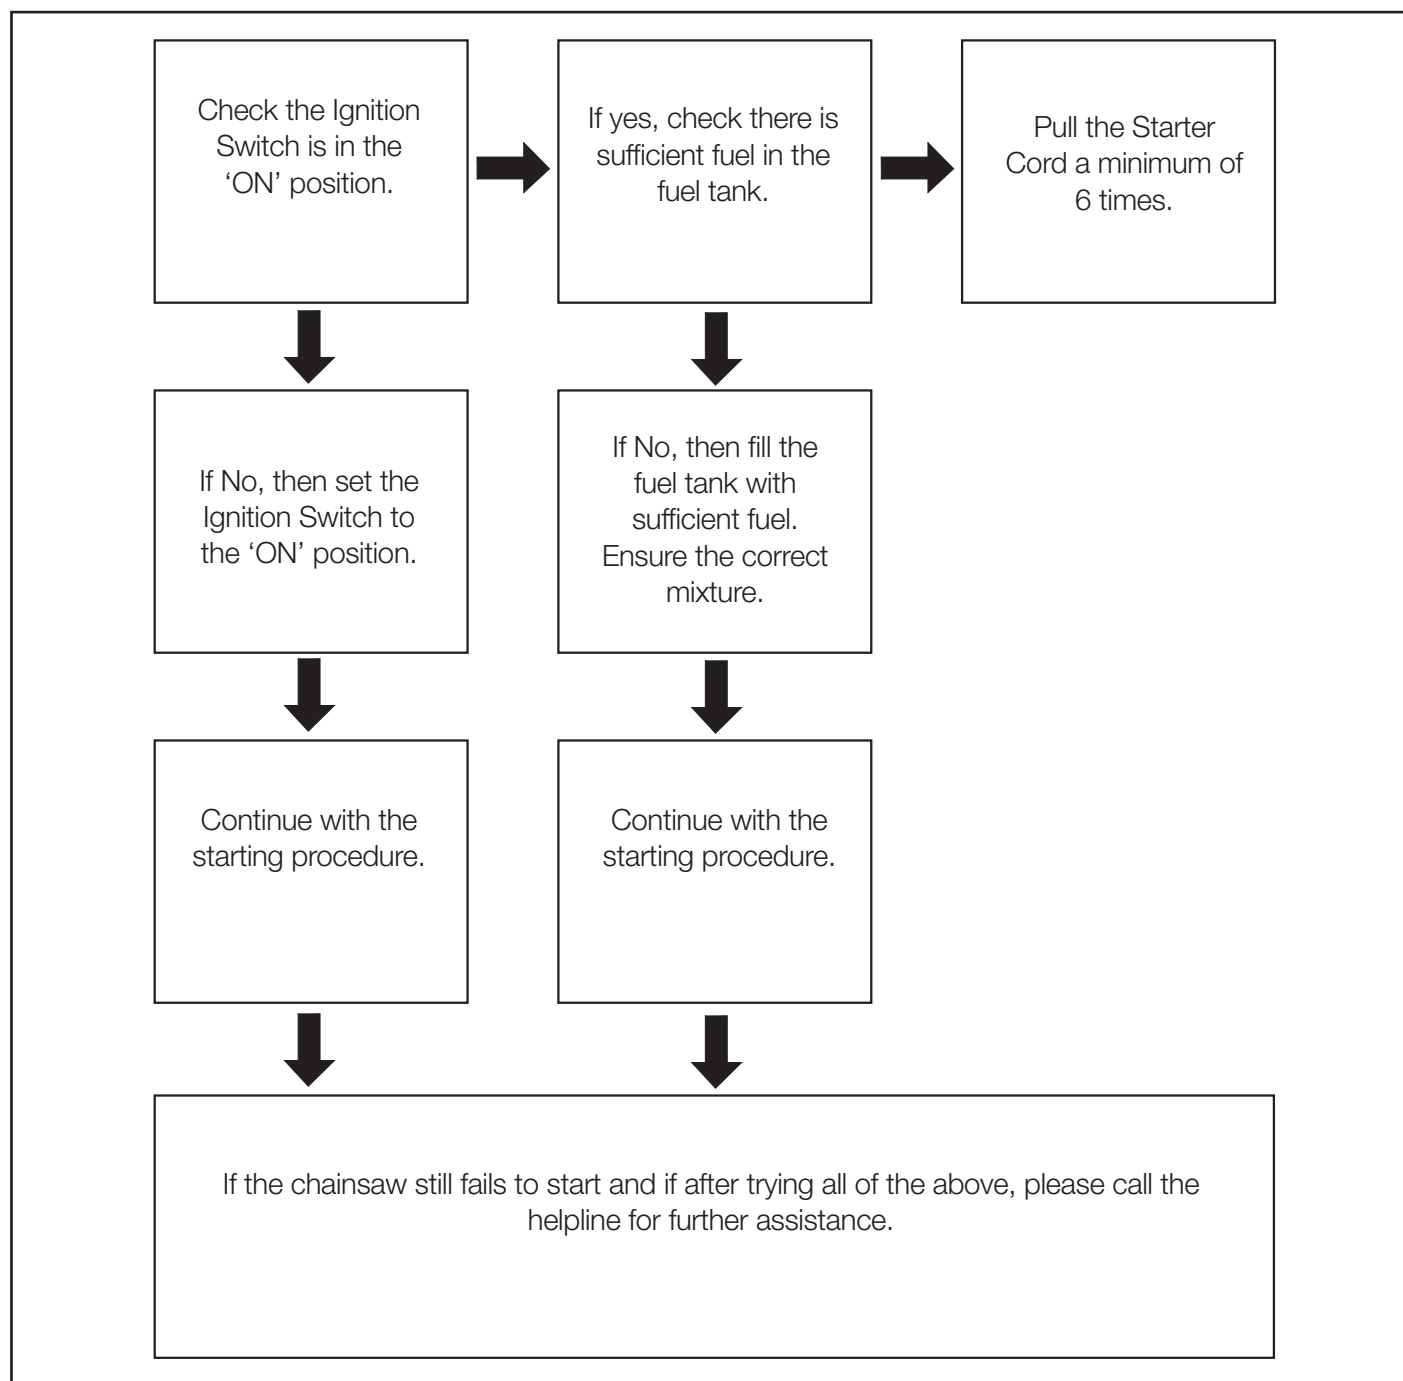 Check the Ignition
Switch is in the
‘ON’ position.
If yes, check there is
sufficient fuel in the
fuel tank.
Pull the Starter
Cord a minimum of
6 times.
If No, then set the
Ignition Switch to
the ‘ON’ position.
If No, then fill the
fuel tank with
sufficient fuel.
Ensure the correct
mixture.
Continue with the
starting procedure.
Continue with the
starting procedure.
If the chainsaw still fails to start and if after trying all of the above, please call the
helpline for further assistance.